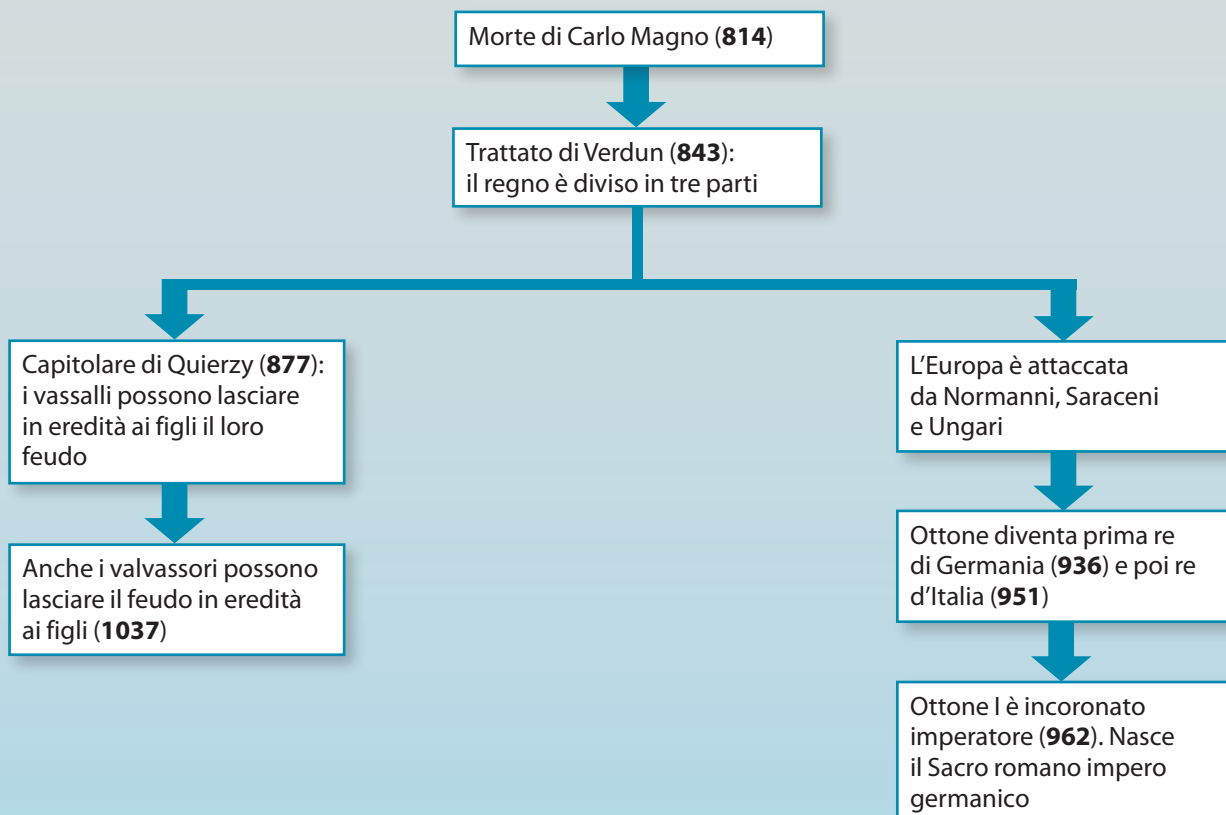 Morte di Carlo Magno (814)
Trattato di Verdun (843):
il regno è diviso in tre parti
Capitolare di Quierzy (877):
i vassalli possono lasciare
in eredità ai figli il loro
feudo
Anche i valvassori possono
lasciare il feudo in eredità
ai figli (1037)
L’Europa è attaccata
da Normanni, Saraceni
e Ungari
Ottone diventa prima re
di Germania (936) e poi re
d’Italia (951)
Ottone I è incoronato
imperatore (962). Nasce
il Sacro romano impero
germanico